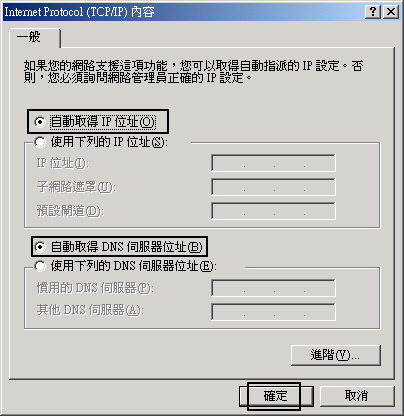 Internet Protocol (TCP/IP) 內容
一般
如果您的網路支援這項功能，您可以取得自動指派的 IP 設定。否
則，您必須詢問網路管理員正確的 IP 設定。
自動取得 IP 位址(O)
使用下列的 IP 位址(S):
IP 位址(I):
子網路遮罩(U):
預設閘道(D):
自動取得 DNS 伺服器位址(B)
使用下列的 DNS 伺服器位址(E):
慣用的 DNS 伺服器(P):
其他 DNS 伺服器(A):
進階(V)...
確定
取消